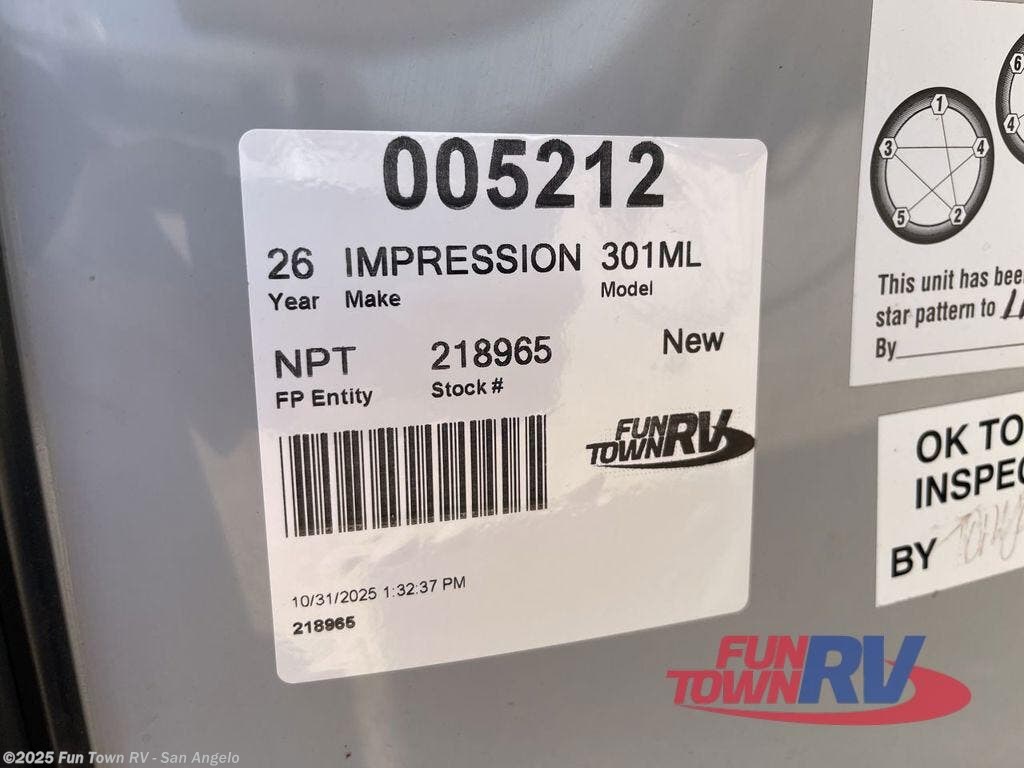 005212
26 IMPRESSION 301ML
Year Make Model
NPT 218965 New
FP Entity Stock #
FUN TOWN RV
10/31/2025 1:32:37 PM
218965
1
3 4
5 2
6
4
This unit has
star pattern to
By
OK TO
BY
FUN TOWN RV
©2025 Fun Town RV - San Angelo